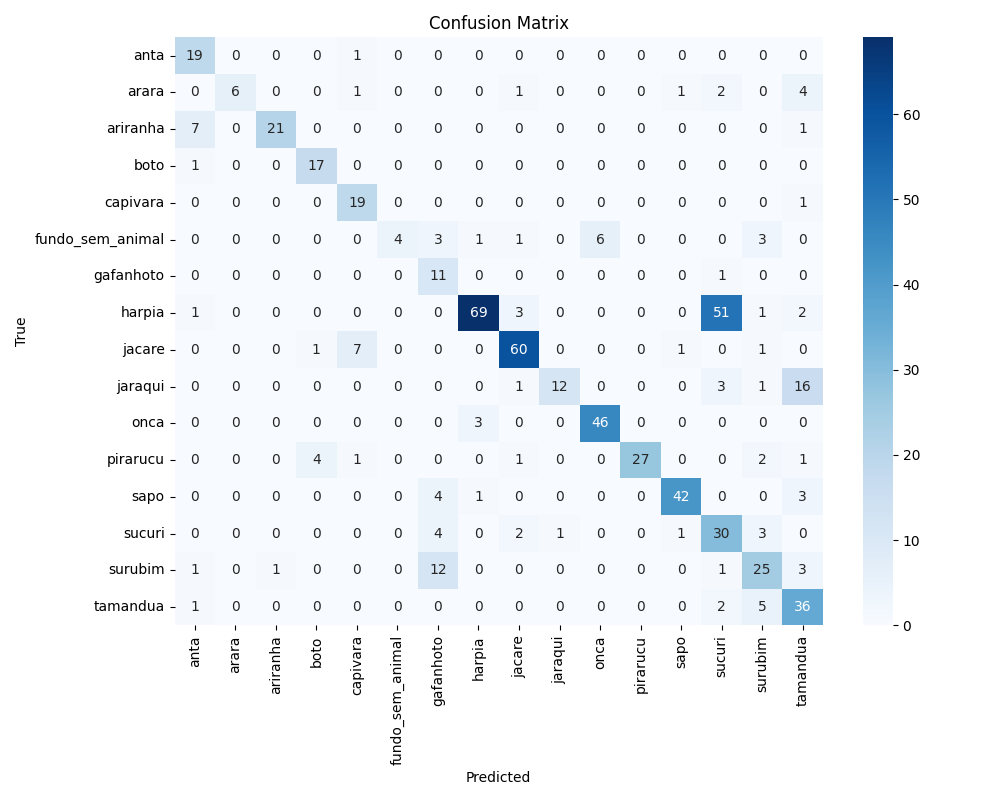 Confusion Matrix
anta 19 0 0 0 1 0 0 0 0 0 0 0 0 0 0 0
arara 0 6 0 0 1 0 0 0 1 0 0 0 1 2 0 4
ariranha 7 0 21 0 0 0 0 0 0 0 0 0 0 0 0 1
boto 1 0 0 17 0 0 0 0 0 0 0 0 0 0 0 0
capivara 0 0 0 0 19 0 0 0 0 0 0 0 0 0 0 1
fundo_sem_animal 0 0 0 0 0 4 3 1 1 0 6 0 0 0 3 0
gafanhoto 0 0 0 0 0 0 11 0 0 0 0 0 0 1 0 0
harpia 1 0 0 0 0 0 0 69 3 0 0 0 0 51 1 2
jacare 0 0 0 1 7 0 0 0 60 0 0 0 1 0 1 0
jaraqui 0 0 0 0 0 0 0 0 1 12 0 0 0 3 1 16
onca 0 0 0 0 0 0 0 3 0 0 46 0 0 0 0 0
pirarucu 0 0 0 4 1 0 0 0 1 0 0 27 0 0 2 1
sapo 0 0 0 0 0 0 4 1 0 0 0 0 42 0 0 3
sucuri 0 0 0 0 0 0 4 0 2 1 0 0 1 30 3 0
surubim 1 0 1 0 0 0 12 0 0 0 0 0 0 1 25 3
tamandua 1 0 0 0 0 0 0 0 0 0 0 0 0 2 5 36
True
anta arara ariranha boto capivara fundo_sem_animal gafanhoto harpia jacare jaraqui onca pirarucu sapo sucuri surubim tamandua
Predicted
60
50
40
30
20
10
0